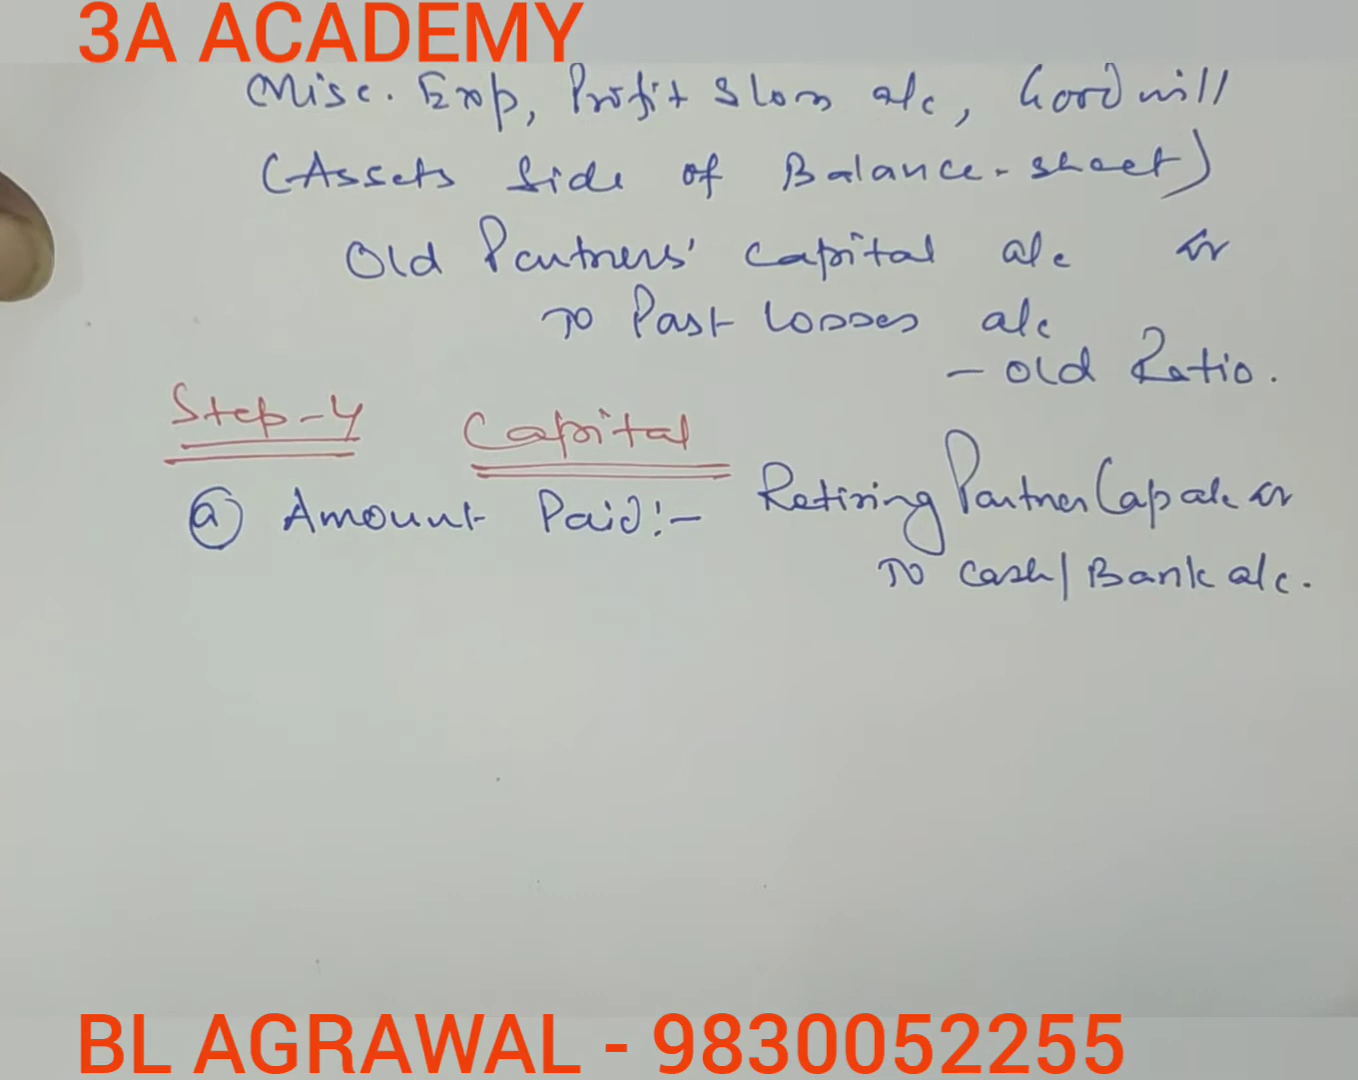 3A ACADEMY
Misc. Exp, Profit & loss a/c, Goodwill
(Assets side of Balance-sheet)
Old Partners' Capital a/c Dr
To Past losses a/c
- Old Ratio.
Step-4 Capital
(a) Amount Paid:- Retiring Partner Cap a/c Dr
To Cash/Bank a/c.
BL AGRAWAL - 9830052255